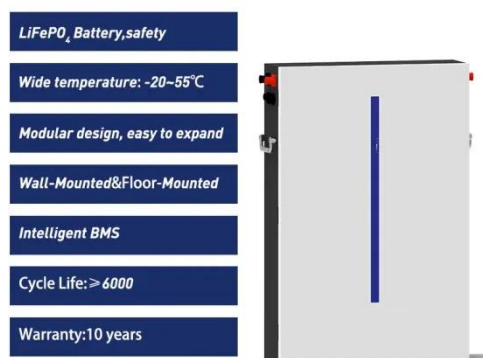 LiFePO₄ Battery,safety
Wide temperature: -20~55℃
Modular design, easy to expand
Wall-Mounted&Floor-Mounted
Intelligent BMS
Cycle Life:≥6000
Warranty:10 years